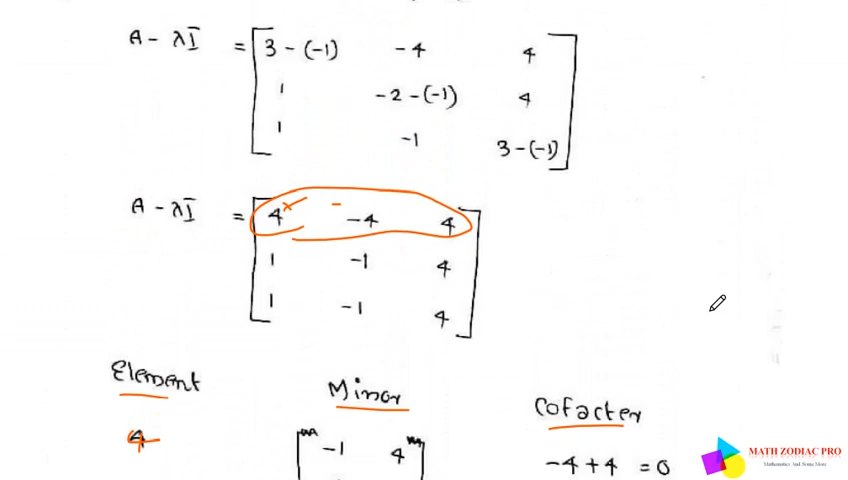 A - λI = [ 3-(-1) -4 4
1 -2-(-1) 4
1 -1 3-(-1) ]
A - λI = [ 4 -4 4
1 -1 4
1 -1 4 ]
Element Minor Cofacter
4 [ -1 4 ] -4+4 = 0
MATH ZODIAC PRO
Mathematics And Some More